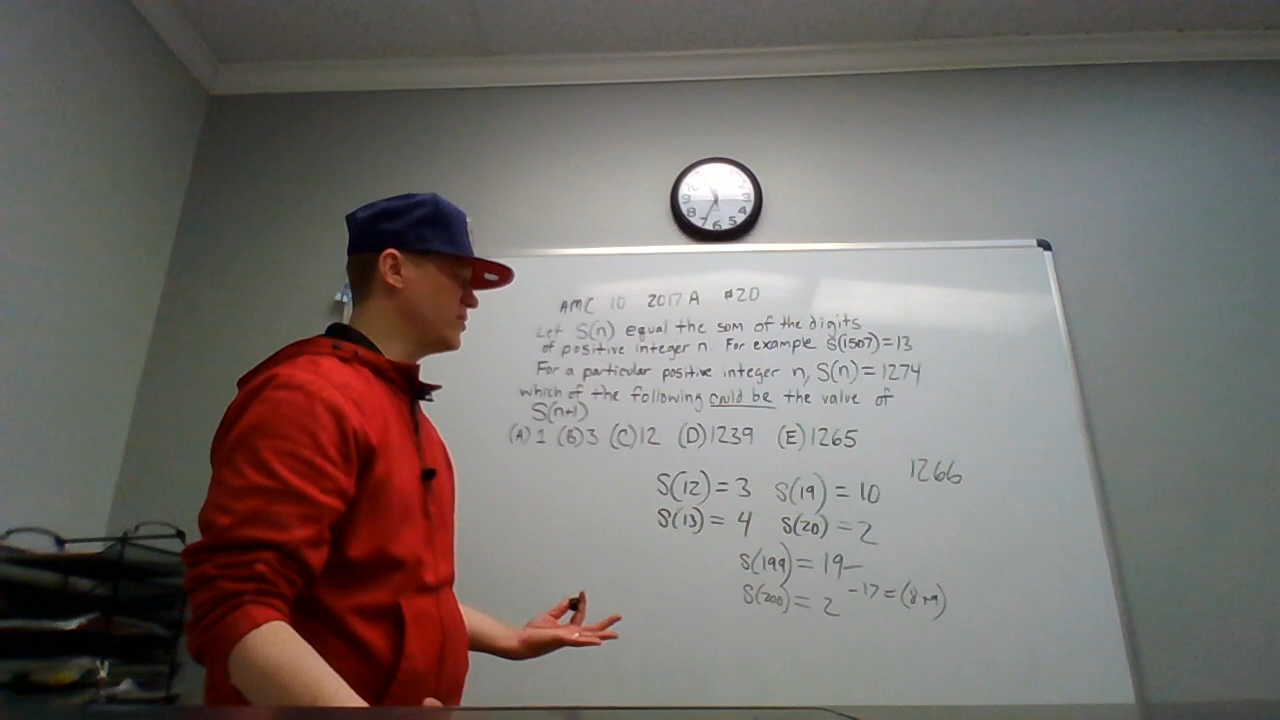 AMC 10 2017 A #20
Let S(n) equal the sum of the digits
of positive integer n. For example S(1507)=13
For a particular positive integer n, S(n)=1274
which of the following could be the value of
S(n+1)
(A) 1 (B) 3 (C) 12 (D) 1239 (E) 1265
1266
S(12)=3 S(19)=10
S(13)=4 S(20)=2
S(199)=19
S(200)=2 -17=